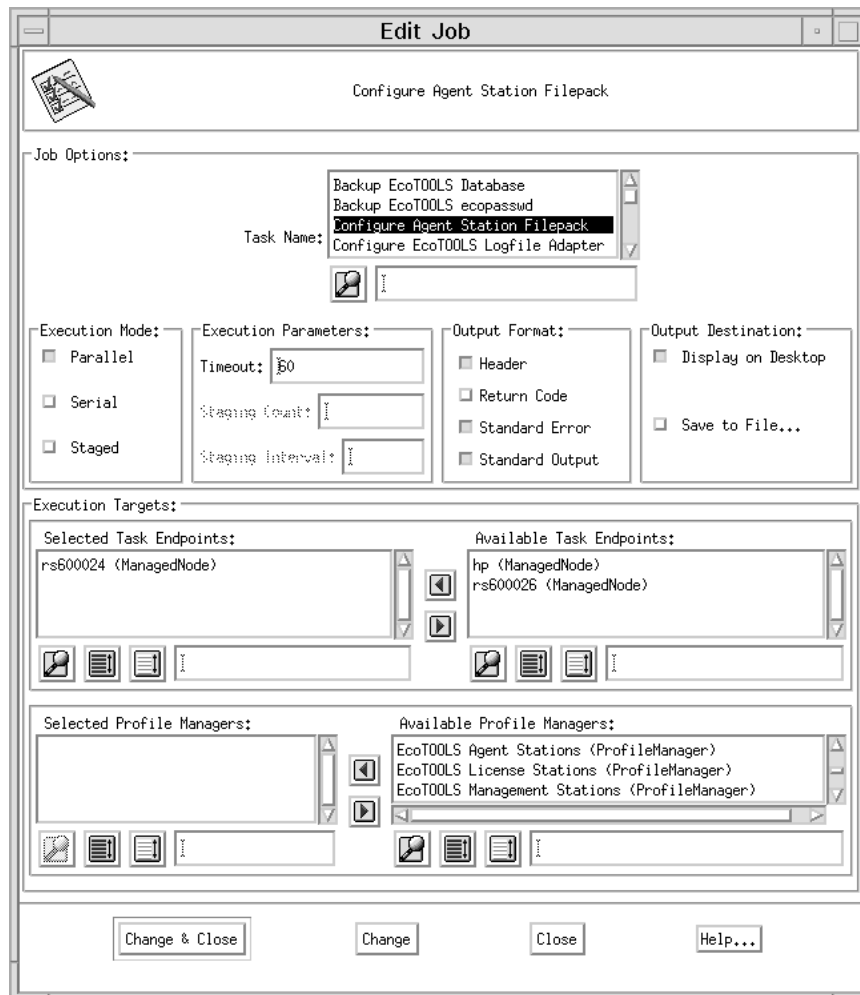 Edit Job
Configure Agent Station Filepack
Job Options:
Task Name:
Backup EcoTOOLS Database
Backup EcoTOOLS ecopasswd
Configure Agent Station Filepack
Configure EcoTOOLS Logfile Adapter
Execution Mode:
Parallel
Serial
Staged
Execution Parameters:
Timeout: 60
Staging Count:
Staging Interval:
Output Format:
Header
Return Code
Standard Error
Standard Output
Output Destination:
Display on Desktop
Save to File...
Execution Targets:
Selected Task Endpoints:
rs600024 (ManagedNode)
Available Task Endpoints:
hp (ManagedNode)
rs600026 (ManagedNode)
Selected Profile Managers:
Available Profile Managers:
EcoTOOLS Agent Stations (ProfileManager)
EcoTOOLS License Stations (ProfileManager)
EcoTOOLS Management Stations (ProfileManager)
Change & Close
Change
Close
Help...